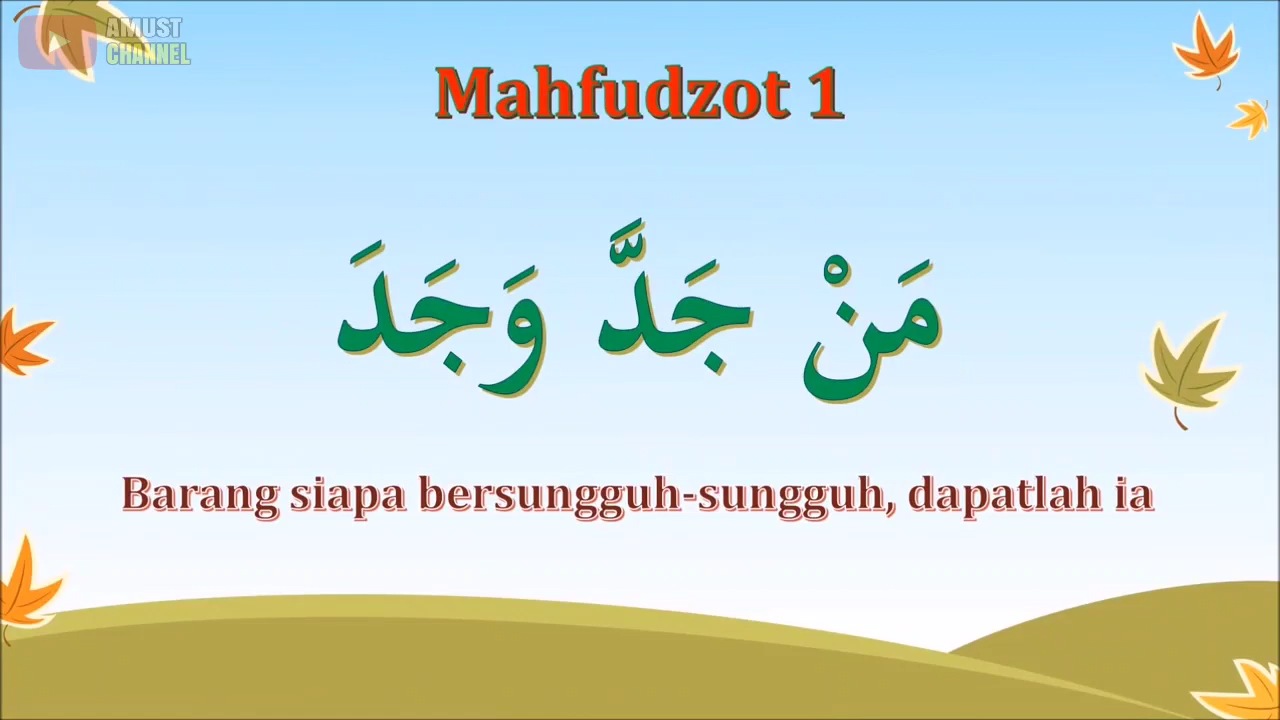 AMUST
CHANNEL
Mahfudzot 1
مَنْ جَدَّ وَجَدَ
Barang siapa bersungguh-sungguh, dapatlah ia